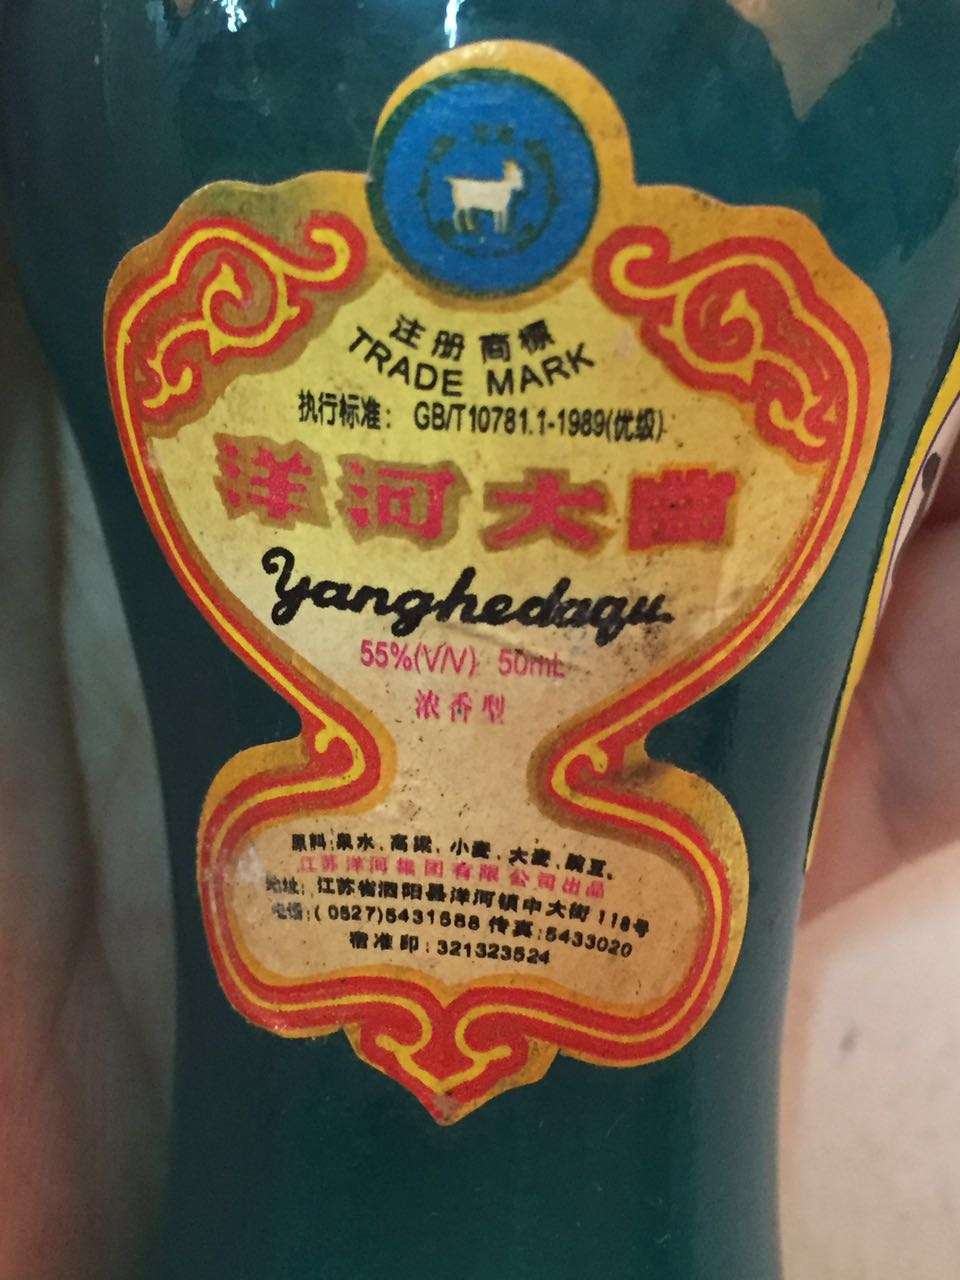 注册商標
TRADE MARK
执行标准: GB/T10781.1-1989(优级)
洋河大曲
Yanghedaqu
55%(V/V) 50mL
浓香型
原料:泉水、高粱、小麦、大麦、豌豆。
江苏洋河集团有限公司出品
地址: 江苏省泗阳县洋河镇中大街118号
电话:(0527)5431688 传真:5433020
宿准印:321323524